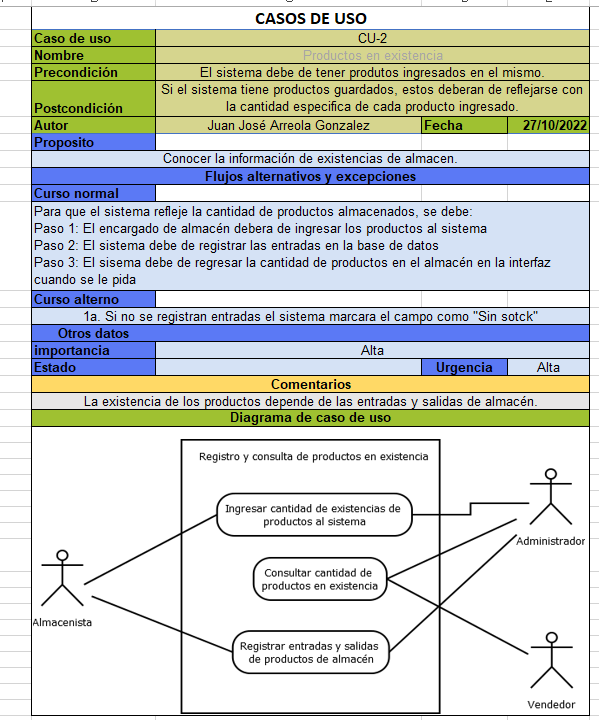 CASOS DE USO
Caso de uso CU-2
Nombre Productos en existencia
Precondición El sistema debe de tener produtos ingresados en el mismo.
Si el sistema tiene productos guardados, estos deberan de reflejarse con
Postcondición la cantidad especifica de cada producto ingresado.
Autor Juan José Arreola Gonzalez Fecha 27/10/2022
Proposito
Conocer la información de existencias de almacen.
Flujos alternativos y excepciones
Curso normal
Para que el sistema refleje la cantidad de productos almacenados, se debe:
Paso 1: El encargado de almacén debera de ingresar los productos al sistema
Paso 2: El sistema debe de registrar las entradas en la base de datos
Paso 3: El sisema debe de regresar la cantidad de productos en el almacén en la interfaz
cuando se le pida
Curso alterno
1a. Si no se registran entradas el sistema marcara el campo como "Sin sotck"
Otros datos
importancia Alta
Estado Urgencia Alta
Comentarios
La existencia de los productos depende de las entradas y salidas de almacén.
Diagrama de caso de uso
Registro y consulta de productos en existencia
Ingresar cantidad de existencias de
productos al sistema
Administrador
Consultar cantidad de
productos en existencia
Almacenista
Registrar entradas y salidas
de productos de almacén
Vendedor